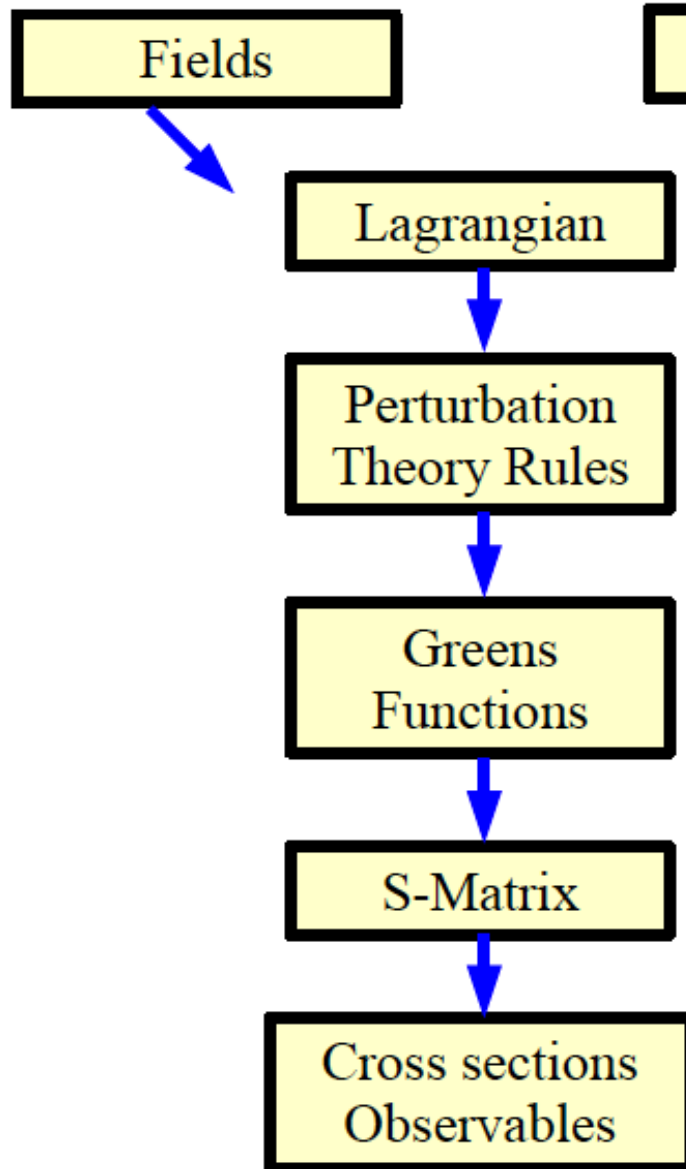 Fields
Lagrangian
Perturbation
Theory Rules
Greens
Functions
S-Matrix
Cross sections
Observables